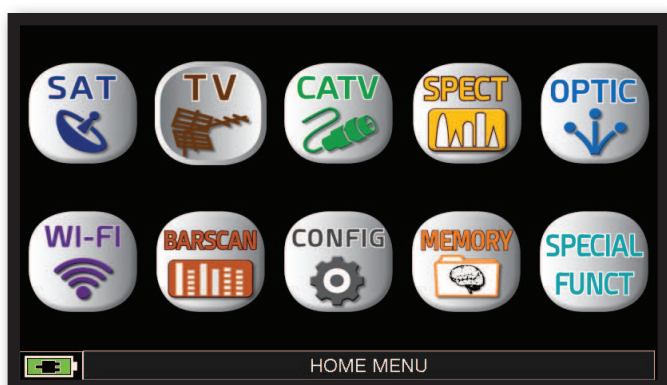 SAT
TV
CATV
SPECT
OPTIC
WI-FI
BARSCAN
CONFIG
MEMORY
SPECIAL
FUNCT
HOME MENU